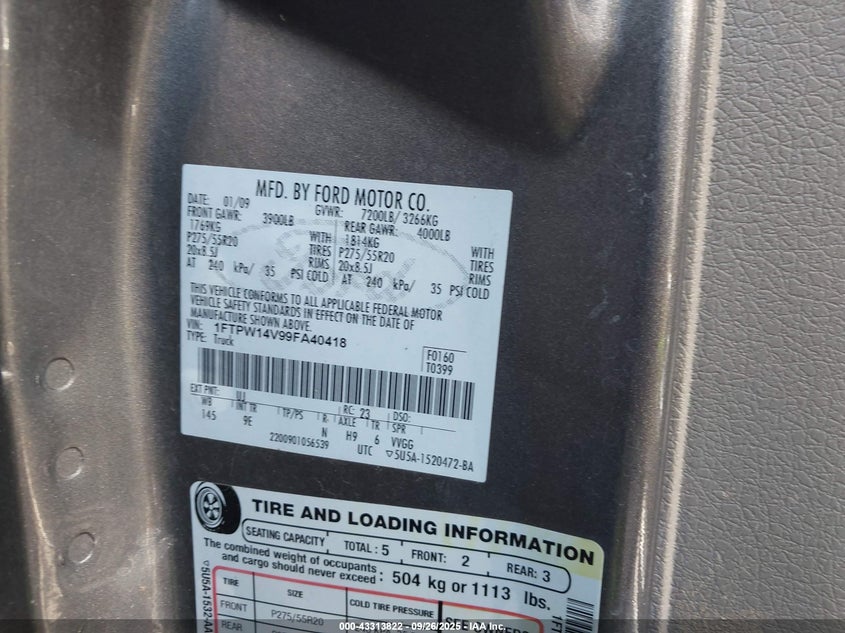 MFD. BY FORD MOTOR CO.
DATE: 01/09 GVWR: 7200LB/ 3266KG
FRONT GAWR: 3900LB REAR GAWR: 4000LB
1769KG WITH 1814KG WITH
P275/55R20 TIRES P275/55R20 TIRES
20x8.5J RIMS 20x8.5J RIMS
AT 240 kPa/ 35 PSI COLD AT 240 kPa/ 35 PSI COLD
THIS VEHICLE CONFORMS TO ALL APPLICABLE FEDERAL MOTOR
VEHICLE SAFETY STANDARDS IN EFFECT ON THE DATE OF
MANUFACTURE SHOWN ABOVE.
VIN: 1FTPW14V99FA40418
TYPE: Truck
F0160
T0399
EXT PNT: UJ RC: 23 DSO:
WB INT TR TP/PS R AXLE TR SPR
145 9E N H9 6 VVGG
2200901056539 UTC ▽5U5A-1520472-BA
TIRE AND LOADING INFORMATION
SEATING CAPACITY TOTAL : 5 FRONT: 2 REAR: 3
The combined weight of occupants
and cargo should never exceed : 504 kg or 1113 lbs.
▽5U5A-1532-AA
TIRE SIZE COLD TIRE PRESSURE
FRONT P275/55R20
REAR
1FT
000-43313822 - 09/26/2025 - IAA Inc.